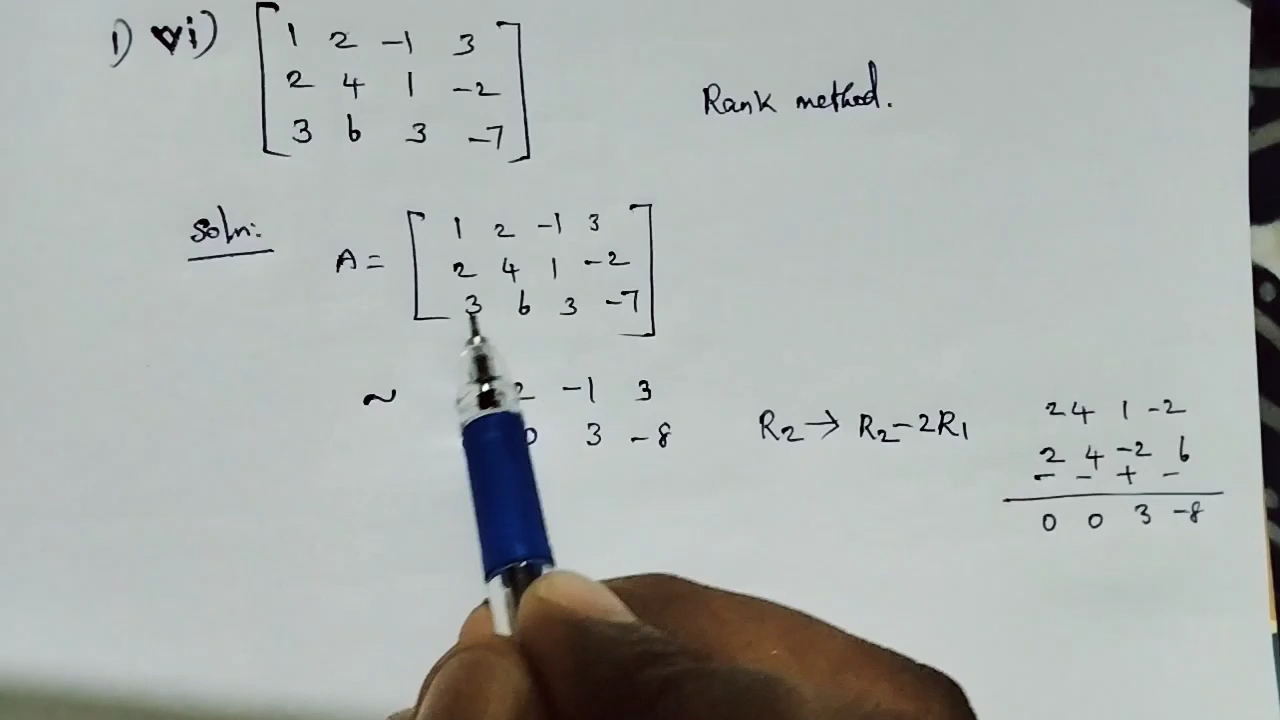 1) vi) 1 2 -1 3
2 4 1 -2
3 6 3 -7
Rank method.
Soln:
A = 1 2 -1 3
2 4 1 -2
3 6 3 -7
~ 2 -1 3
0 3 -8
R2 → R2-2R1
2 4 1 -2
2 4 -2 6
- - + -
0 0 3 -8